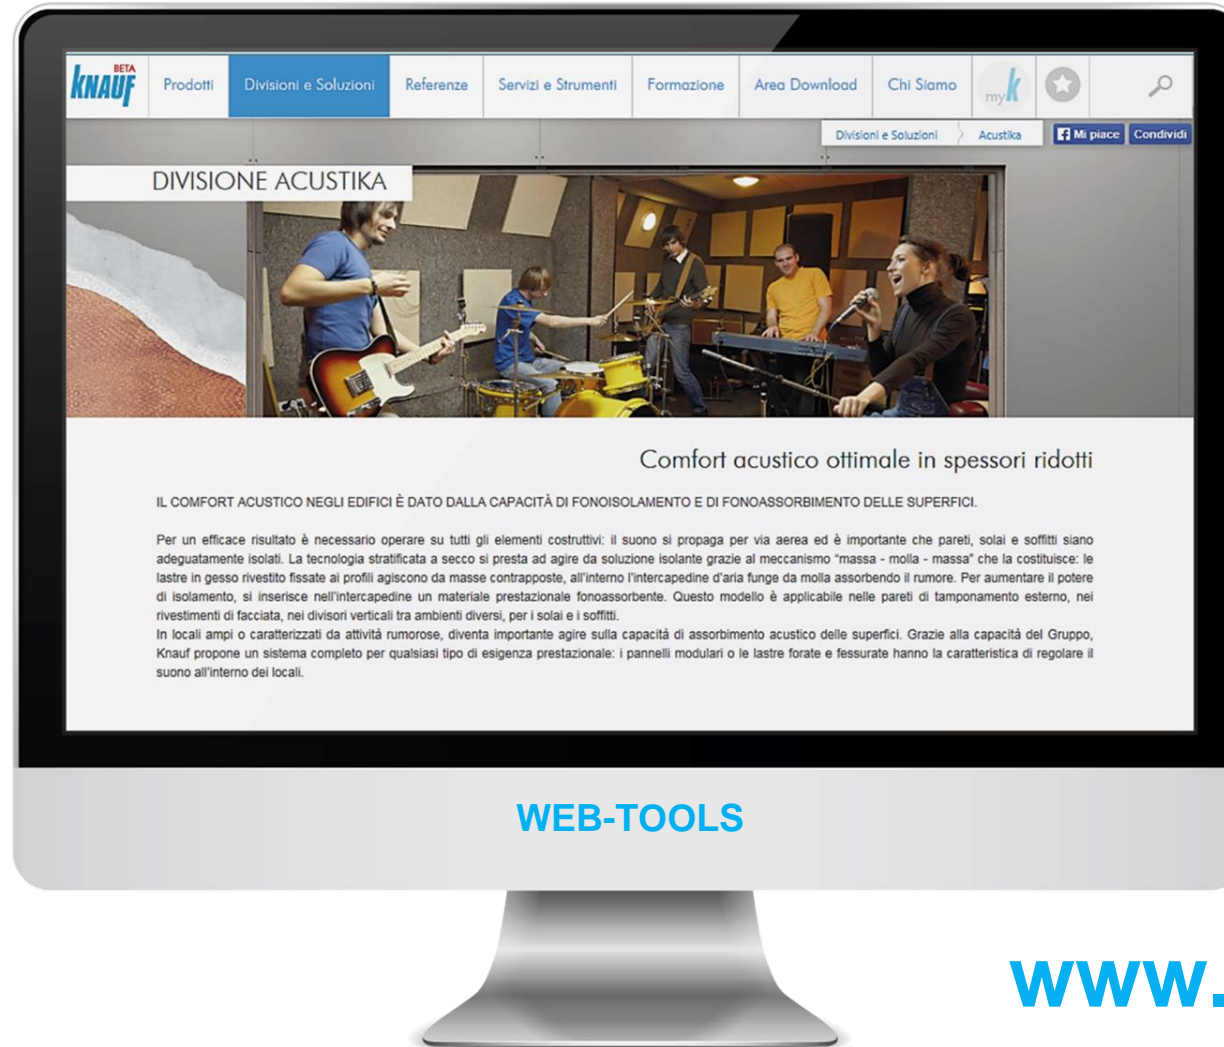 KNAUF BETA
Prodotti
Divisioni e Soluzioni
Referenze
Servizi e Strumenti
Formazione
Area Download
Chi Siamo
my k
Divisioni e Soluzioni
Acustika
Mi piace
Condividi
DIVISIONE ACUSTIKA
Comfort acustico ottimale in spessori ridotti
IL COMFORT ACUSTICO NEGLI EDIFICI È DATO DALLA CAPACITÀ DI FONOISOLAMENTO E DI FONOASSORBIMENTO DELLE SUPERFICI.
Per un efficace risultato è necessario operare su tutti gli elementi costruttivi: il suono si propaga per via aerea ed è importante che pareti, solai e soffitti siano
adeguatamente isolati. La tecnologia stratificata a secco si presta ad agire da soluzione isolante grazie al meccanismo "massa - molla - massa" che la costituisce: le
lastre in gesso rivestito fissate ai profili agiscono da masse contrapposte, all'interno l'intercapedine d'aria funge da molla assorbendo il rumore. Per aumentare il potere
di isolamento, si inserisce nell'intercapedine un materiale prestazionale fonoassorbente. Questo modello è applicabile nelle pareti di tamponamento esterno, nei
rivestimenti di facciata, nei divisori verticali tra ambienti diversi, per i solai e i soffitti.
In locali ampi o caratterizzati da attività rumorose, diventa importante agire sulla capacità di assorbimento acustico delle superfici. Grazie alla capacità del Gruppo,
Knauf propone un sistema completo per qualsiasi tipo di esigenza prestazionale: i pannelli modulari o le lastre forate e fessurate hanno la caratteristica di regolare il
suono all'interno dei locali.
WEB-TOOLS
www.